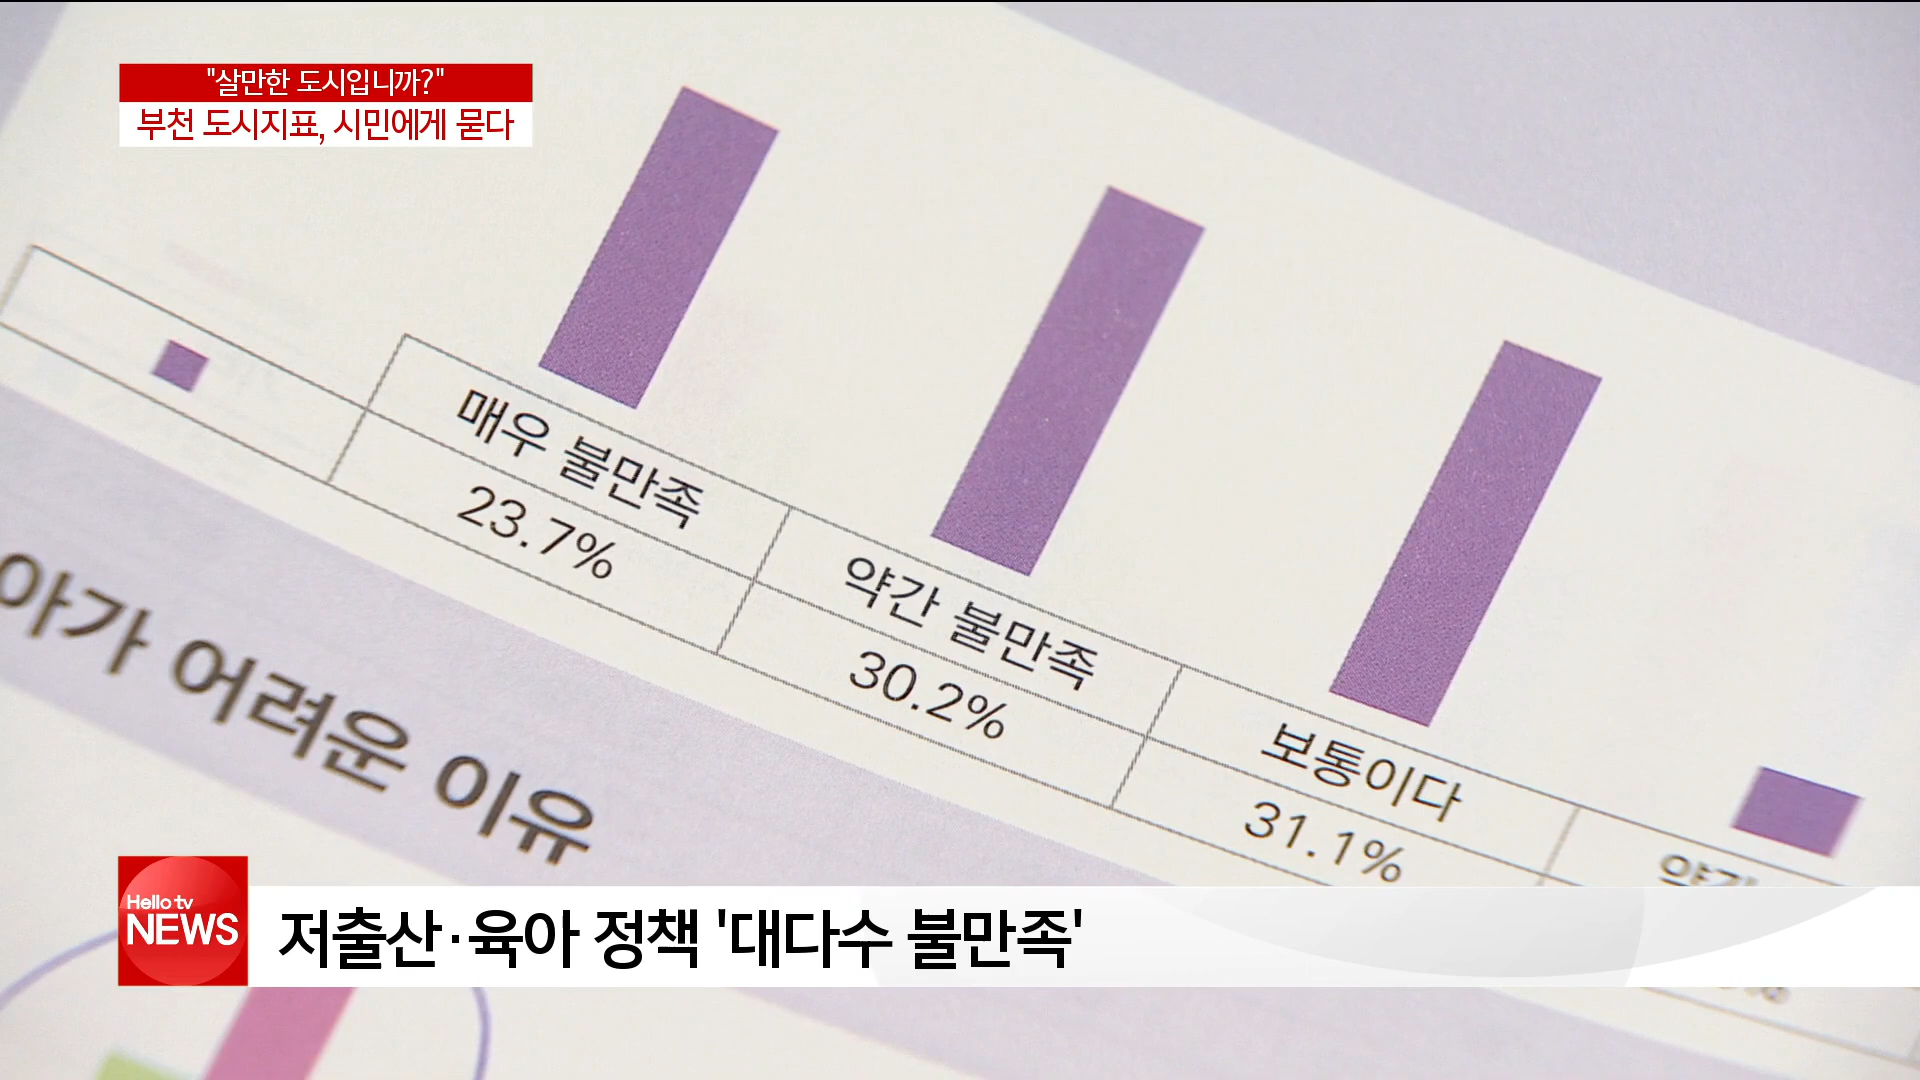 "살만한 도시입니까?"
부천 도시지표, 시민에게 묻다
매우 불만족
23.7%
약간 불만족
30.2%
보통이다
31.1%
아가 어려운 이유
Hello tv
NEWS
저출산·육아 정책 '대다수 불만족'